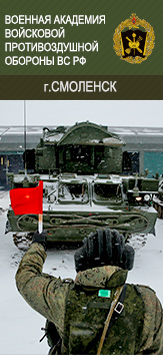 ВОЕННАЯ АКАДЕМИЯ
ВОЙСКОВОЙ
ПРОТИВОВОЗДУШНОЙ
ОБОРОНЫ ВС РФ
г.СМОЛЕНСК